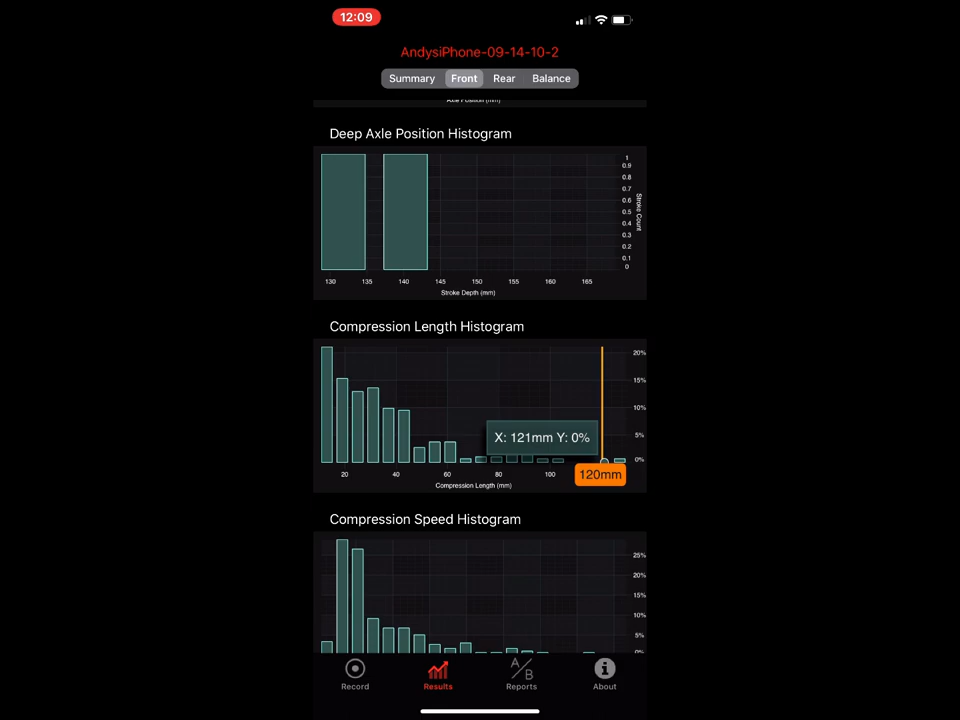 12:09
AndysiPhone-09-14-10-2
Summary Front Rear Balance
Axle Position (mm)
Deep Axle Position Histogram
1
0.9
0.8
0.7
0.6
0.5
0.4
0.3
0.2
0.1
0
Stroke Count
130 135 140 145 150 155 160 165
Stroke Depth (mm)
Compression Length Histogram
20%
15%
10%
5%
0%
X: 121mm Y: 0%
20 40 60 80 100
120mm
Compression Length (mm)
Compression Speed Histogram
25%
20%
15%
10%
5%
0%
Record Results A/B Reports About